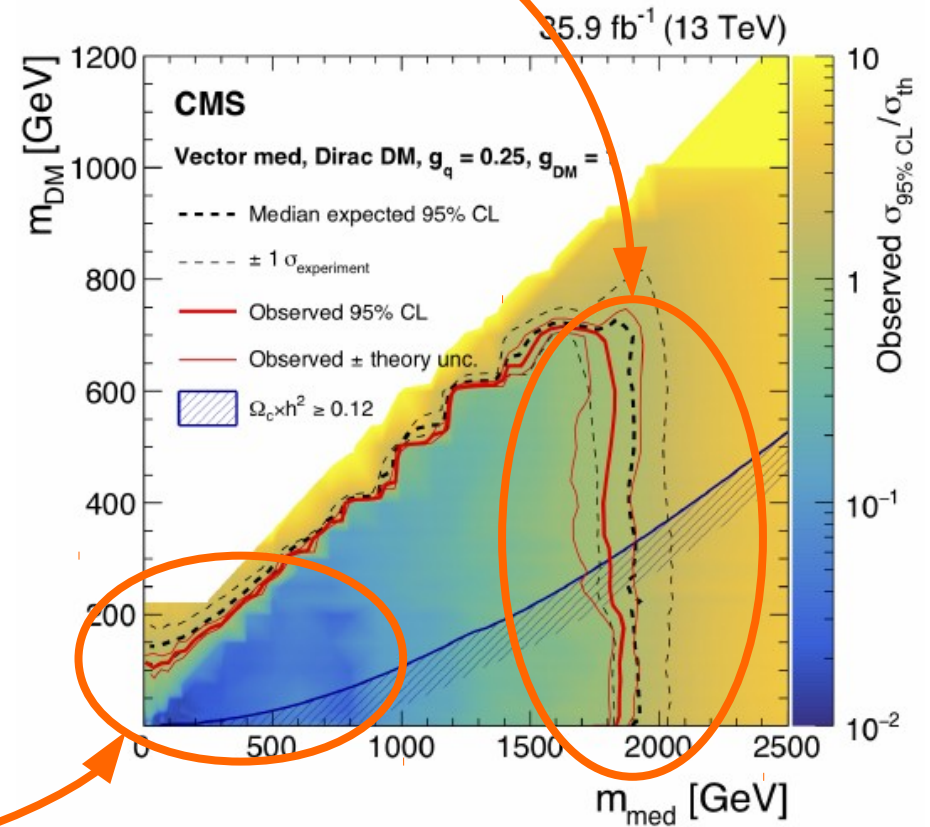 35.9 fb⁻¹ (13 TeV)
CMS
Vector med, Dirac DM, g_q = 0.25, g_DM =
Median expected 95% CL
± 1 σ_experiment
Observed 95% CL
Observed ± theory unc.
Ω_c×h² ≥ 0.12
m_DM [GeV]
1200
1000
800
600
400
200
0
500
1000
1500
2000
2500
m_med [GeV]
10
1
10⁻¹
10⁻²
Observed σ_95% CL/σ_th